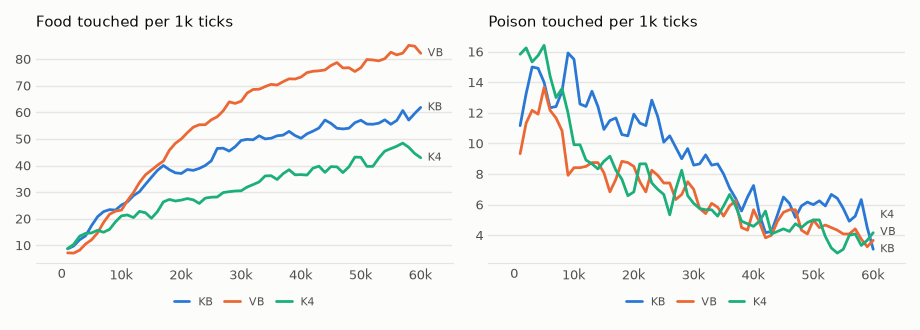 Food touched per 1k ticks
80
70
60
50
40
30
20
10
0
10k
20k
30k
40k
50k
60k
VB
KB
K4
KB
VB
K4
Poison touched per 1k ticks
16
14
12
10
8
6
4
0
10k
20k
30k
40k
50k
60k
K4
VB
KB
KB
VB
K4